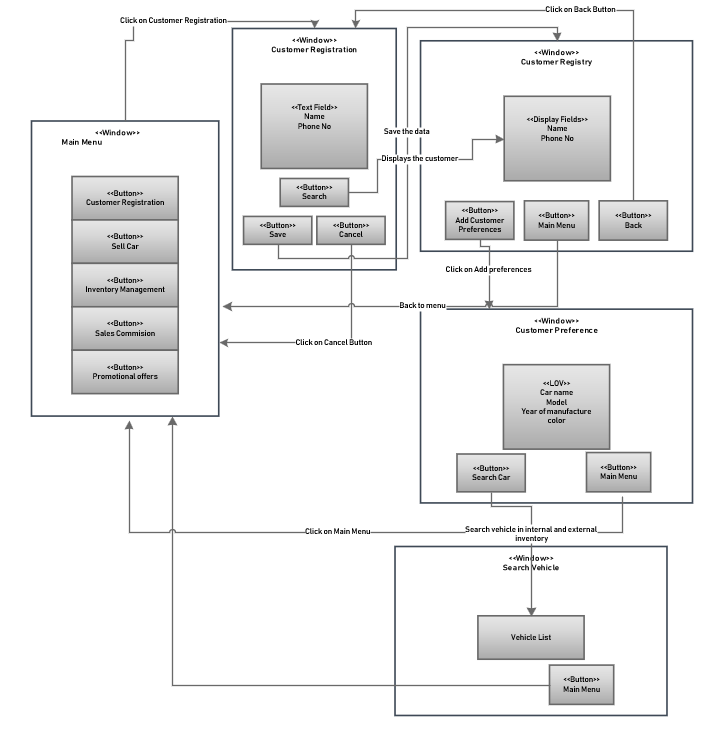 Click on Back Button
Click on Customer Registration
<<Window>>
Customer Registration
<<Text Field>>
Name
Phone No
<<Button>>
Search
<<Button>>
Save
<<Button>>
Cancel
<<Window>>
Customer Registry
<<Display Fields>>
Name
Phone No
Save the data
Displays the customer
<<Button>>
Add Customer
Preferences
<<Button>>
Main Menu
<<Button>>
Back
<<Window>>
Main Menu
<<Button>>
Customer Registration
<<Button>>
Sell Car
<<Button>>
Inventory Management
<<Button>>
Sales Commision
<<Button>>
Promotional offers
Click on Add preferences
Back to menu
Click on Cancel Button
<<Window>>
Customer Preference
<<LOV>>
Car name
Model
Year of manufacture
color
<<Button>>
Search Car
<<Button>>
Main Menu
Click on Main Menu
Search vehicle in internal and external
inventory
<<Window>>
Search Vehicle
Vehicle List
<<Button>>
Main Menu